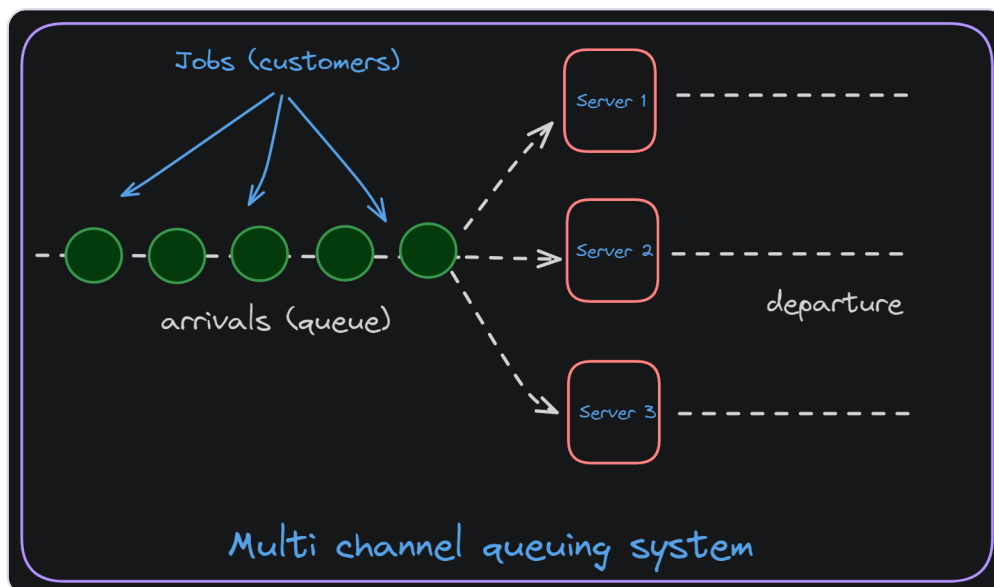 Jobs (customers)
Server 1
Server 2
arrivals (queue)
departure
Server 3
Multi channel queuing system